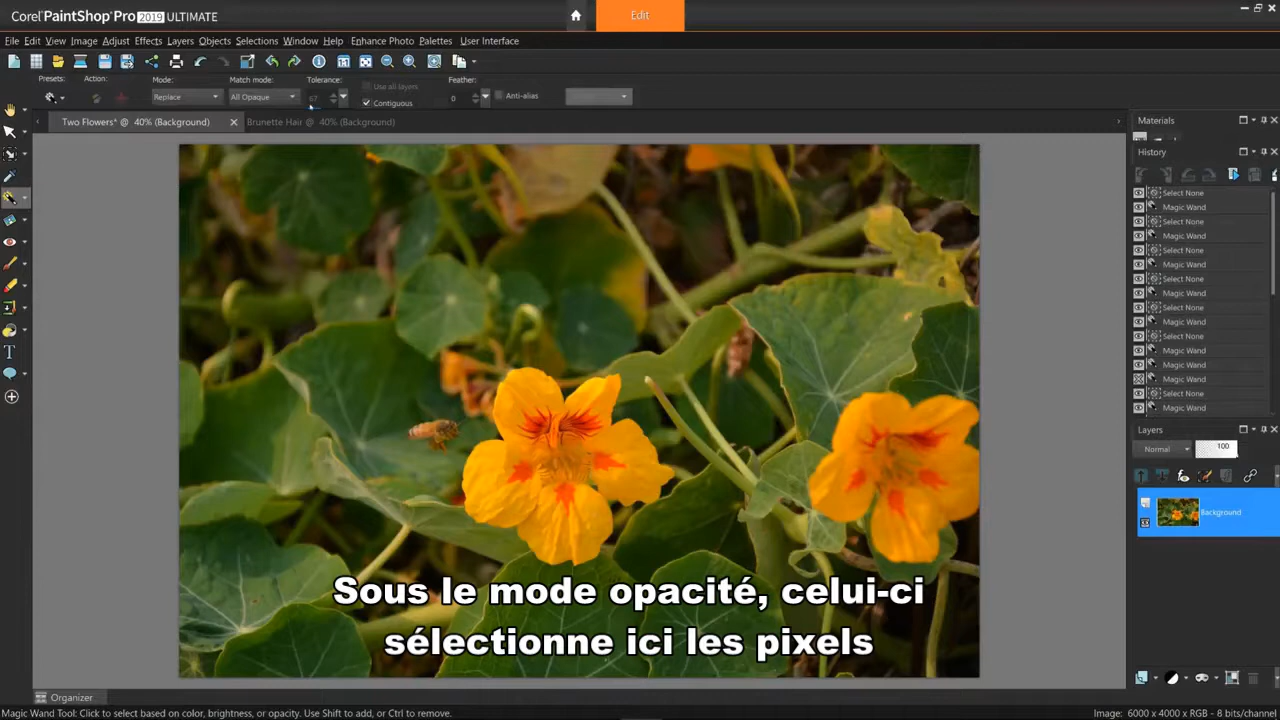 Corel PaintShop Pro 2019 ULTIMATE
Edit
File Edit View Image Adjust Effects Layers Objects Selections Window Help Enhance Photo Palettes User Interface
Presets: Action: Mode: Match mode: Tolerance: Use all layers Feather:
Replace All Opaque 67 Contiguous 0 Anti-alias
Two Flowers* @ 40% (Background) Brunette Hair @ 40% (Background)
Materials
History
Select None
Magic Wand
Select None
Magic Wand
Select None
Magic Wand
Select None
Magic Wand
Select None
Magic Wand
Select None
Magic Wand
Magic Wand
Magic Wand
Select None
Magic Wand
Layers
Normal 100
Background
Sous le mode opacité, celui-ci
sélectionne ici les pixels
Organizer
Magic Wand Tool: Click to select based on color, brightness, or opacity. Use Shift to add, or Ctrl to remove.
Image: 6000 x 4000 x RGB - 8 bits/channel